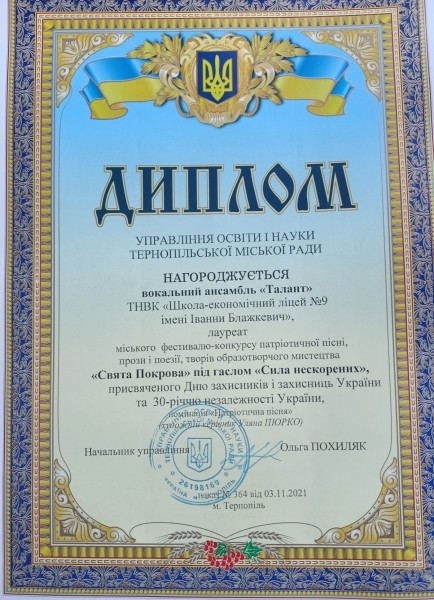 ДИПЛОМ
УПРАВЛІННЯ ОСВІТИ І НАУКИ
ТЕРНОПІЛЬСЬКОЇ МІСЬКОЇ РАДИ
НАГОРОДЖУЄТЬСЯ
вокальний ансамбль «Талант»
ТНВК «Школа-економічний ліцей №9
імені Іванни Блажкевич»,
лауреат
міського фестивалю-конкурсу патріотичної пісні,
прози і поезії, творів образотворчого мистецтва
«Свята Покрова» під гаслом «Сила нескорених»,
присвяченого Дню захисників і захисниць України
та 30-річчю незалежності України,
номінація «Патріотична пісня»
(художній керівник Уляна ПЮРКО)
Начальник управління Ольга ПОХИЛЯК
26198169
наказ № 364 від 03.11.2021
м. Тернопіль